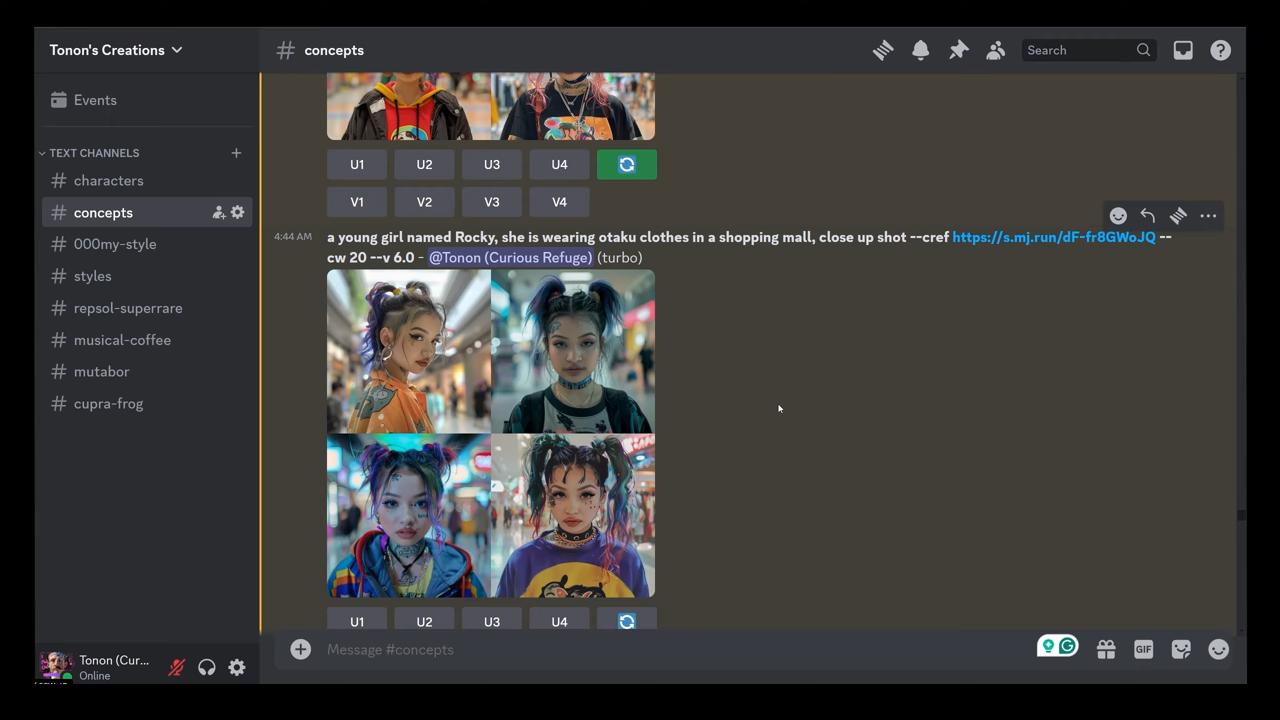 Tonon's Creations
concepts
Search
Events
TEXT CHANNELS
characters
concepts
000my-style
styles
repsol-superrare
musical-coffee
mutabor
cupra-frog
Tonon (Cur...
Online
U1 U2 U3 U4
V1 V2 V3 V4
4:44 AM a young girl named Rocky, she is wearing otaku clothes in a shopping mall, close up shot --cref https://s.mj.run/dF-fr8GWoJQ --
cw 20 --v 6.0 - @Tonon (Curious Refuge) (turbo)
U1 U2 U3 U4
Message #concepts
GIF